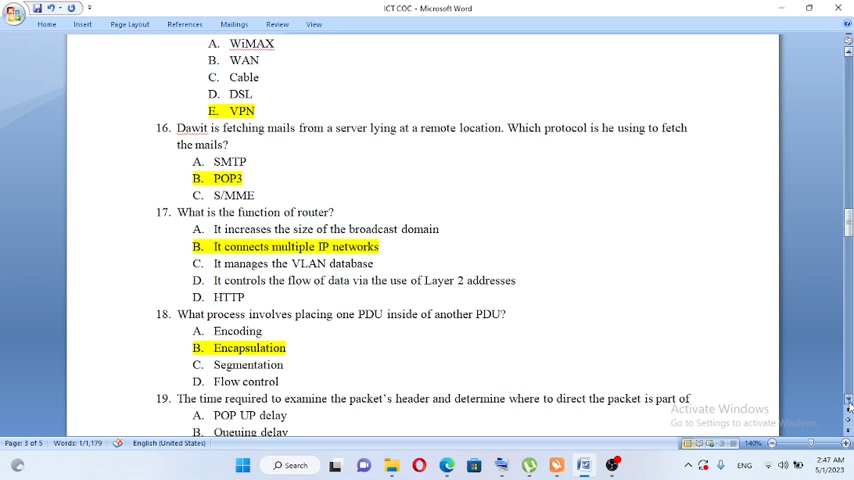 ICT COC - Microsoft Word
Home Insert Page Layout References Mailings Review View
A. WiMAX
B. WAN
C. Cable
D. DSL
E. VPN
16. Dawit is fetching mails from a server lying at a remote location. Which protocol is he using to fetch
the mails?
A. SMTP
B. POP3
C. S/MME
17. What is the function of router?
A. It increases the size of the broadcast domain
B. It connects multiple IP networks
C. It manages the VLAN database
D. It controls the flow of data via the use of Layer 2 addresses
D. HTTP
18. What process involves placing one PDU inside of another PDU?
A. Encoding
B. Encapsulation
C. Segmentation
D. Flow control
19. The time required to examine the packet's header and determine where to direct the packet is part of
A. POP UP delay
B. Queuing delay
Activate Windows
Go to Settings to activate Windows.
Page: 3 of 5 Words: 1/1,179 English (United States) 140%
Search ENG 2:47 AM
5/1/2023